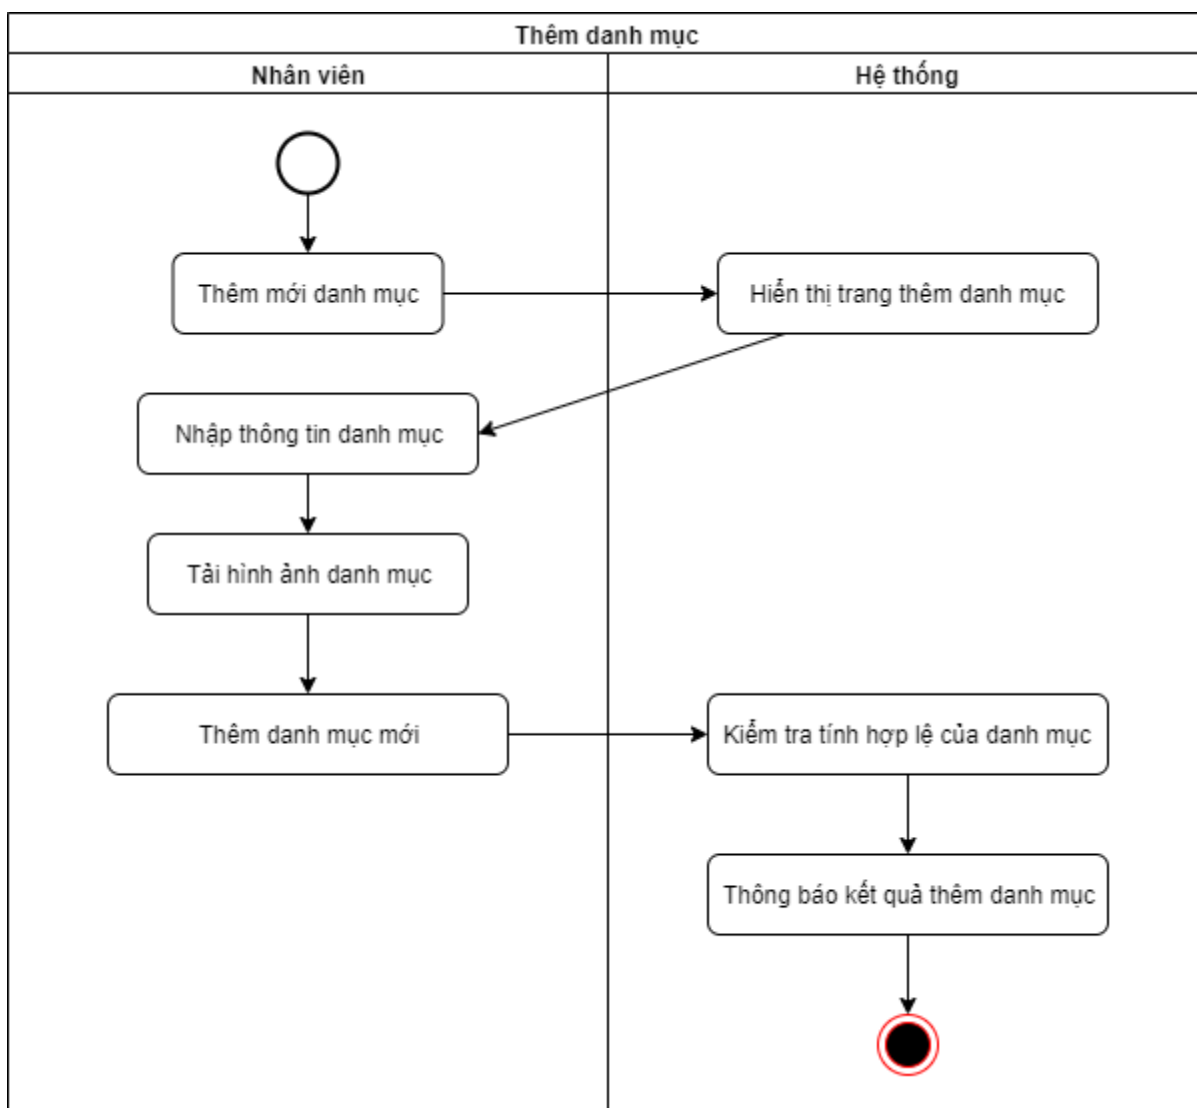 Thêm danh mục
Nhân viên
Hệ thống
Thêm mới danh mục
Hiển thị trang thêm danh mục
Nhập thông tin danh mục
Tải hình ảnh danh mục
Thêm danh mục mới
Kiểm tra tính hợp lệ của danh mục
Thông báo kết quả thêm danh mục